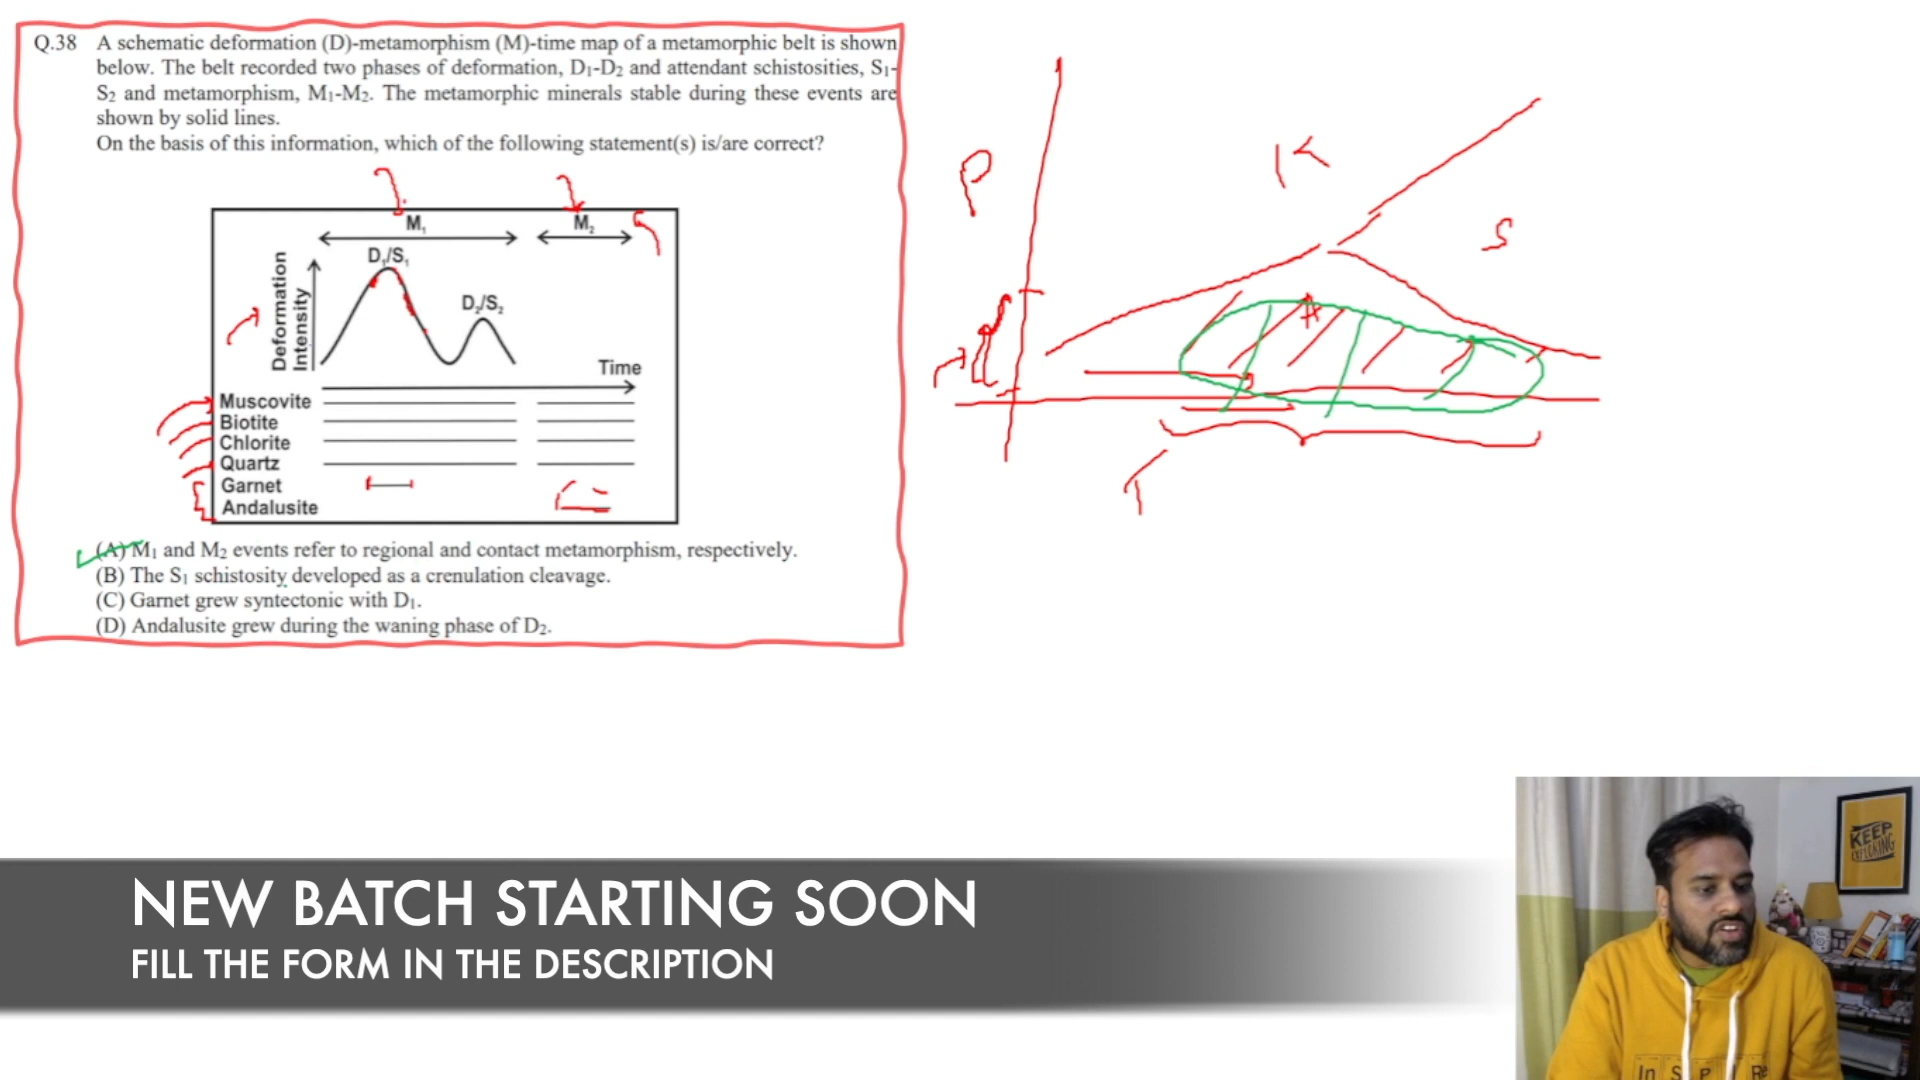 Q.38 A schematic deformation (D)-metamorphism (M)-time map of a metamorphic belt is shown
below. The belt recorded two phases of deformation, D₁-D₂ and attendant schistosities, S₁-
S₂ and metamorphism, M₁-M₂. The metamorphic minerals stable during these events are
shown by solid lines.
On the basis of this information, which of the following statement(s) is/are correct?
M₁
M₂
D₁/S₁
D₂/S₂
Deformation
Intensity
Time
Muscovite
Biotite
Chlorite
Quartz
Garnet
Andalusite
(A) M₁ and M₂ events refer to regional and contact metamorphism, respectively.
(B) The S₁ schistosity developed as a crenulation cleavage.
(C) Garnet grew syntectonic with D₁.
(D) Andalusite grew during the waning phase of D₂.
P
K
S
A
T
NEW BATCH STARTING SOON
FILL THE FORM IN THE DESCRIPTION
KEEP
EXPLORING
In S P I Re